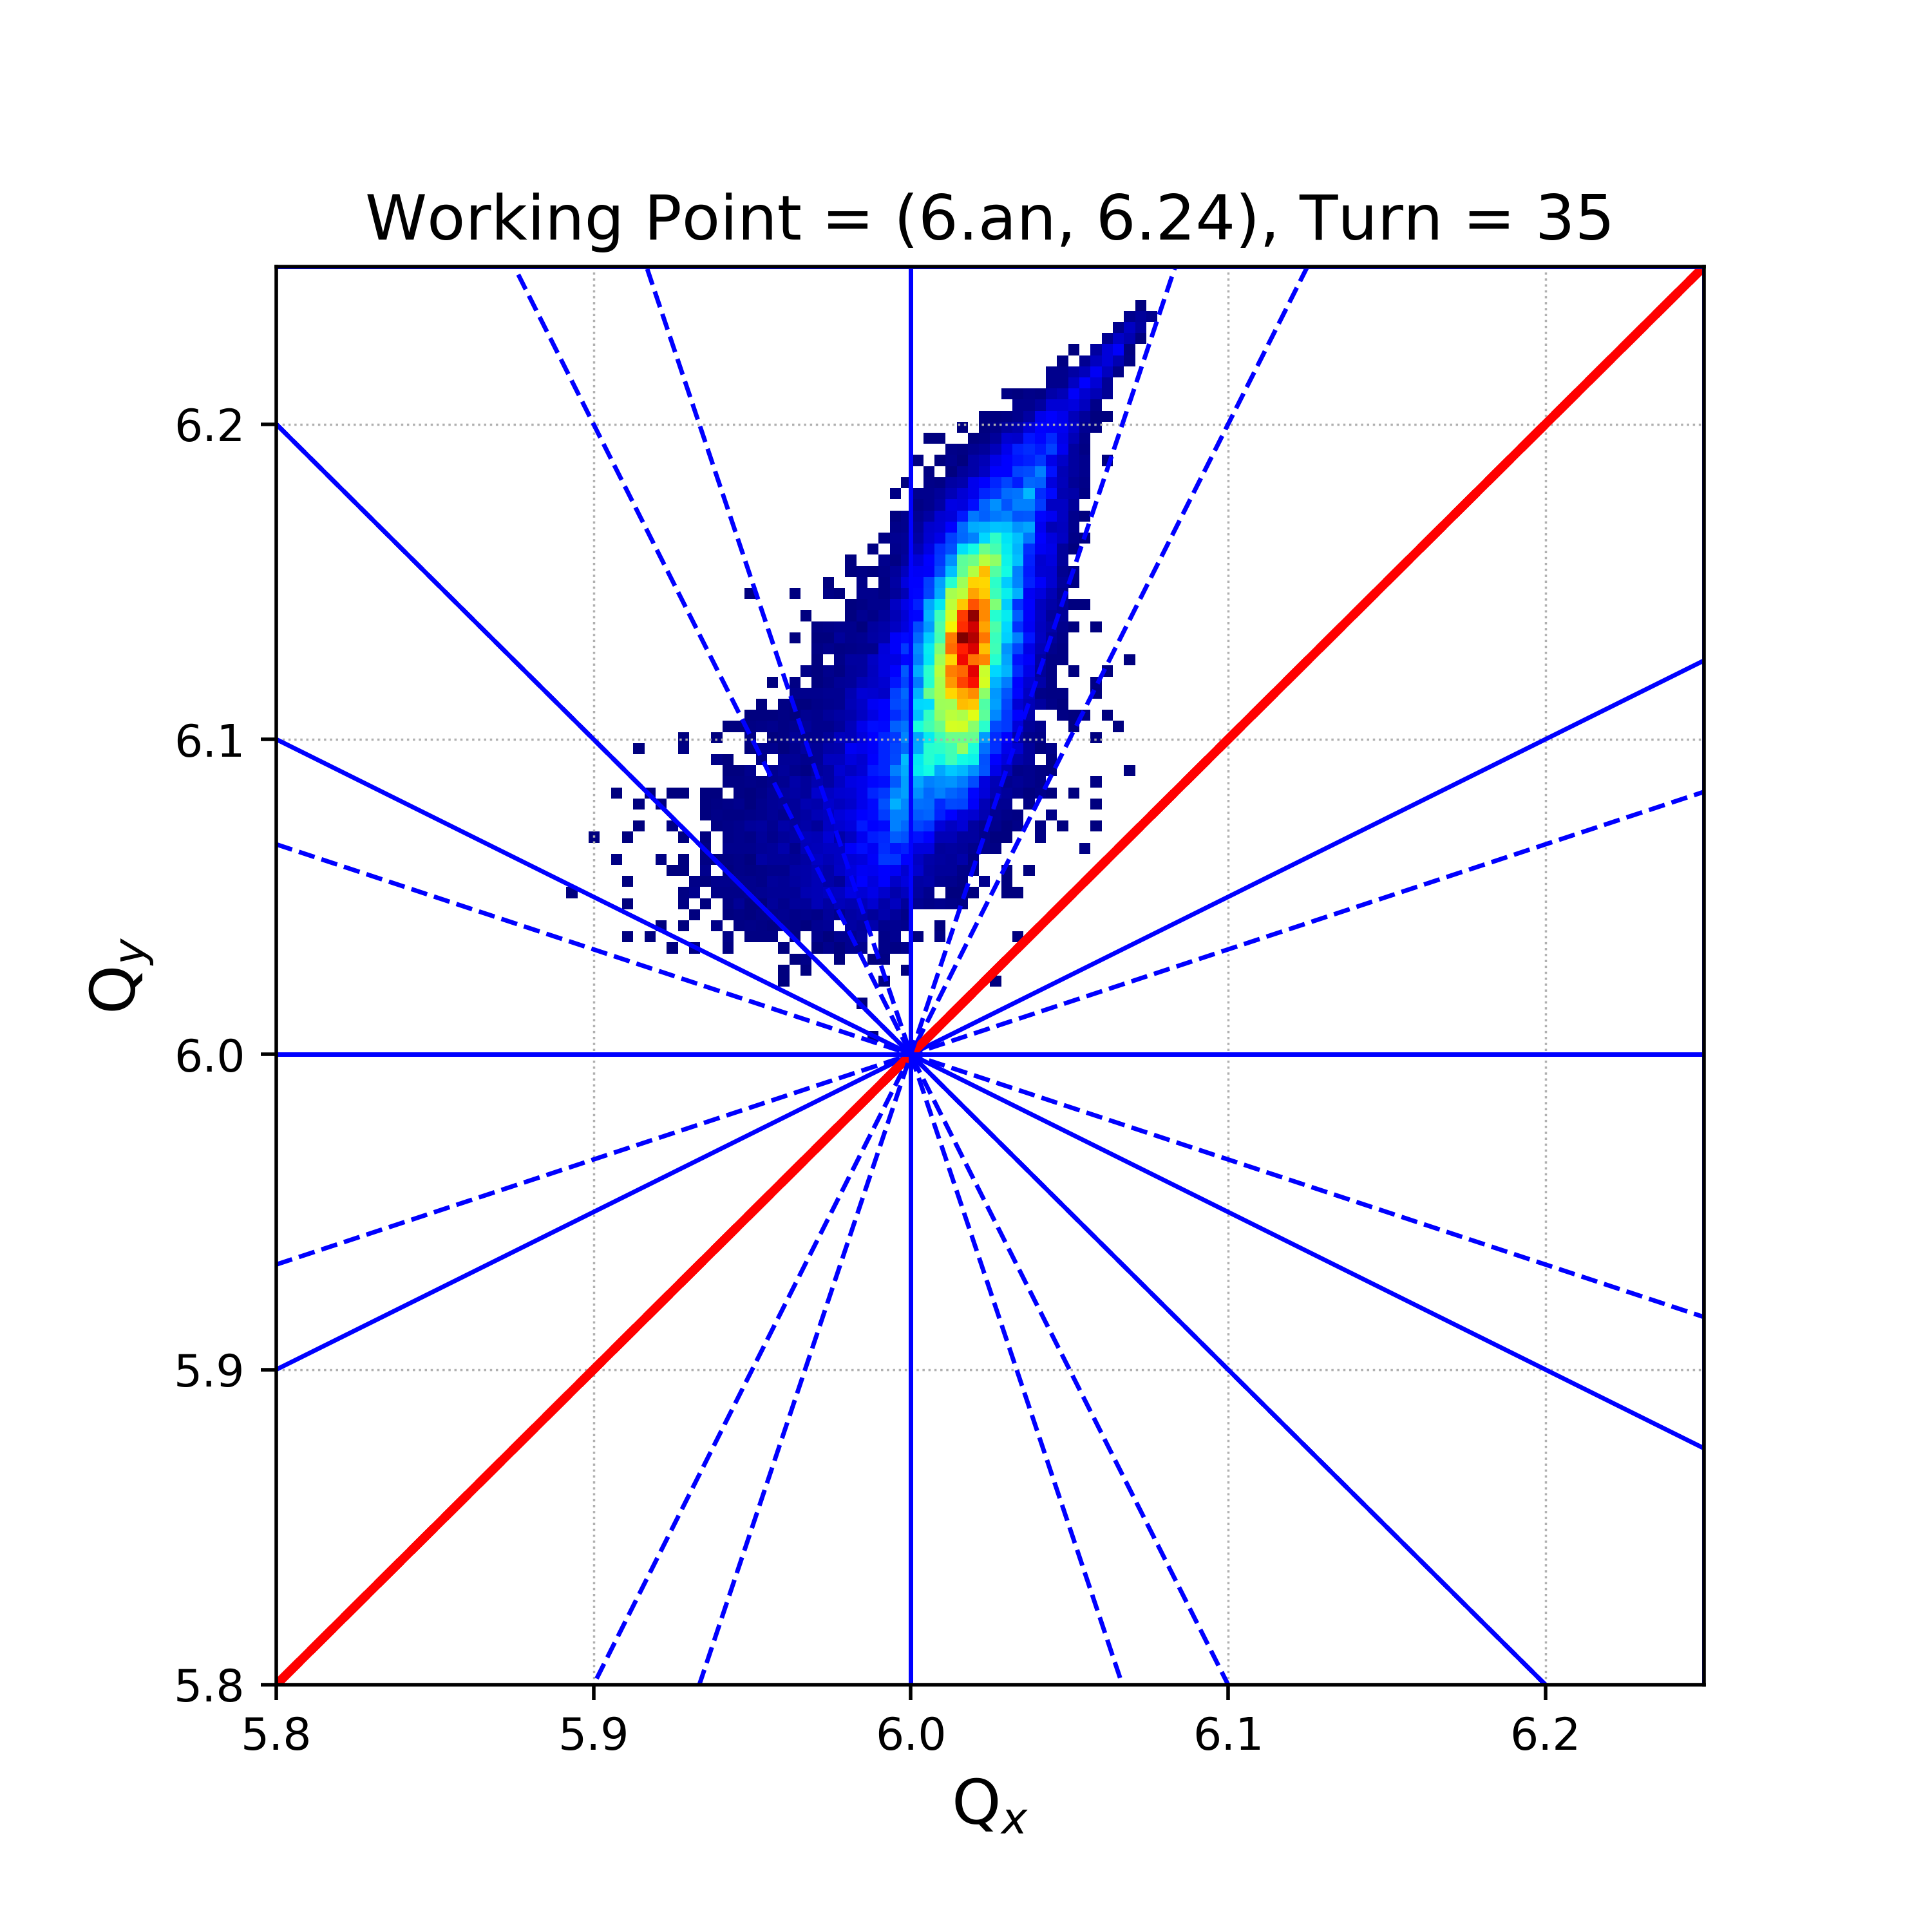 Working Point = (6.an, 6.24), Turn = 35
6.2
6.1
6.0
5.9
5.8
Qy
5.8 5.9 6.0 6.1 6.2
Qx